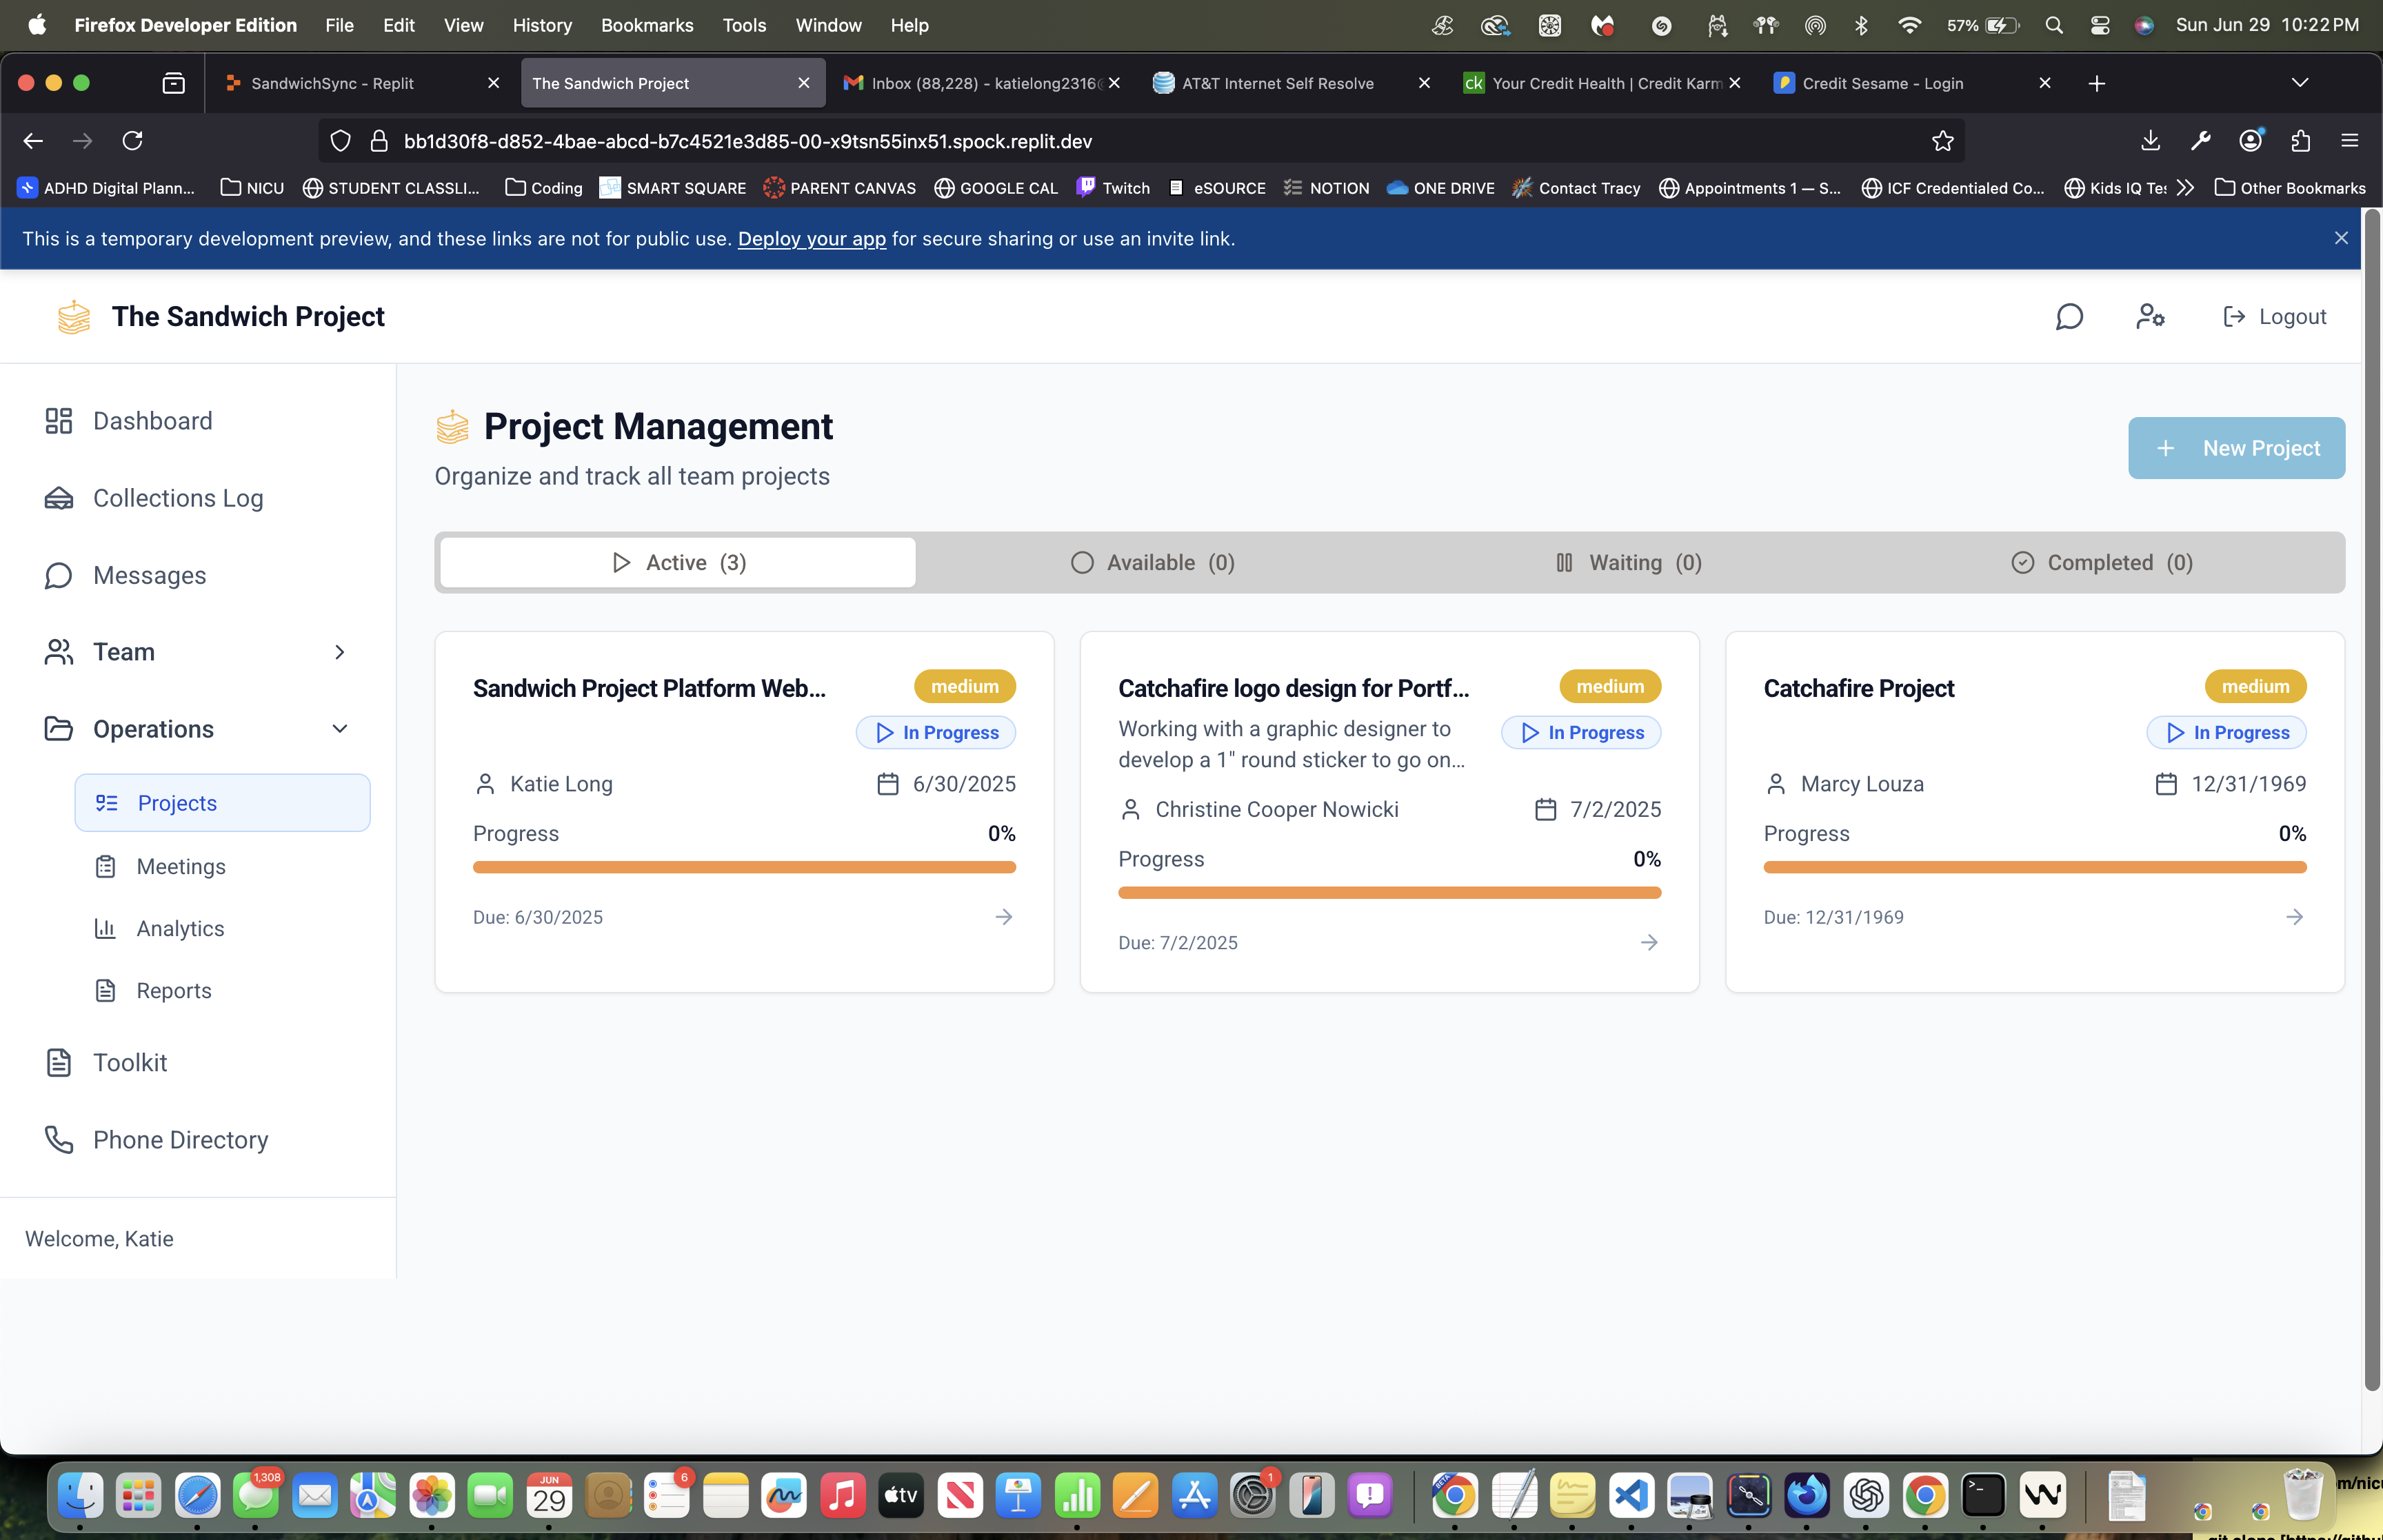 Firefox Developer Edition File Edit View History Bookmarks Tools Window Help 57% Sun Jun 29 10:22 PM
SandwichSync - Replit The Sandwich Project Inbox (88,228) - katielong2316 AT&T Internet Self Resolve ck Your Credit Health | Credit Karm Credit Sesame - Login
bb1d30f8-d852-4bae-abcd-b7c4521e3d85-00-x9tsn55inx51.spock.replit.dev
ADHD Digital Plann... NICU STUDENT CLASSLI... Coding SMART SQUARE PARENT CANVAS GOOGLE CAL Twitch eSOURCE NOTION ONE DRIVE Contact Tracy Appointments 1 — S... ICF Credentialed Co... Kids IQ Tes Other Bookmarks
This is a temporary development preview, and these links are not for public use. Deploy your app for secure sharing or use an invite link.
The Sandwich Project
Logout
Dashboard
Collections Log
Messages
Team
Operations
Projects
Meetings
Analytics
Reports
Toolkit
Phone Directory
Welcome, Katie
Project Management
Organize and track all team projects
New Project
Active (3)
Available (0)
Waiting (0)
Completed (0)
Sandwich Project Platform Web...
medium
In Progress
Katie Long
6/30/2025
Progress
0%
Due: 6/30/2025
Catchafire logo design for Portf...
medium
Working with a graphic designer to
develop a 1" round sticker to go on...
In Progress
Christine Cooper Nowicki
7/2/2025
Progress
0%
Due: 7/2/2025
Catchafire Project
medium
In Progress
Marcy Louza
12/31/1969
Progress
0%
Due: 12/31/1969
1,308
JUN
29
6
tv
1
BETA
m/nicu